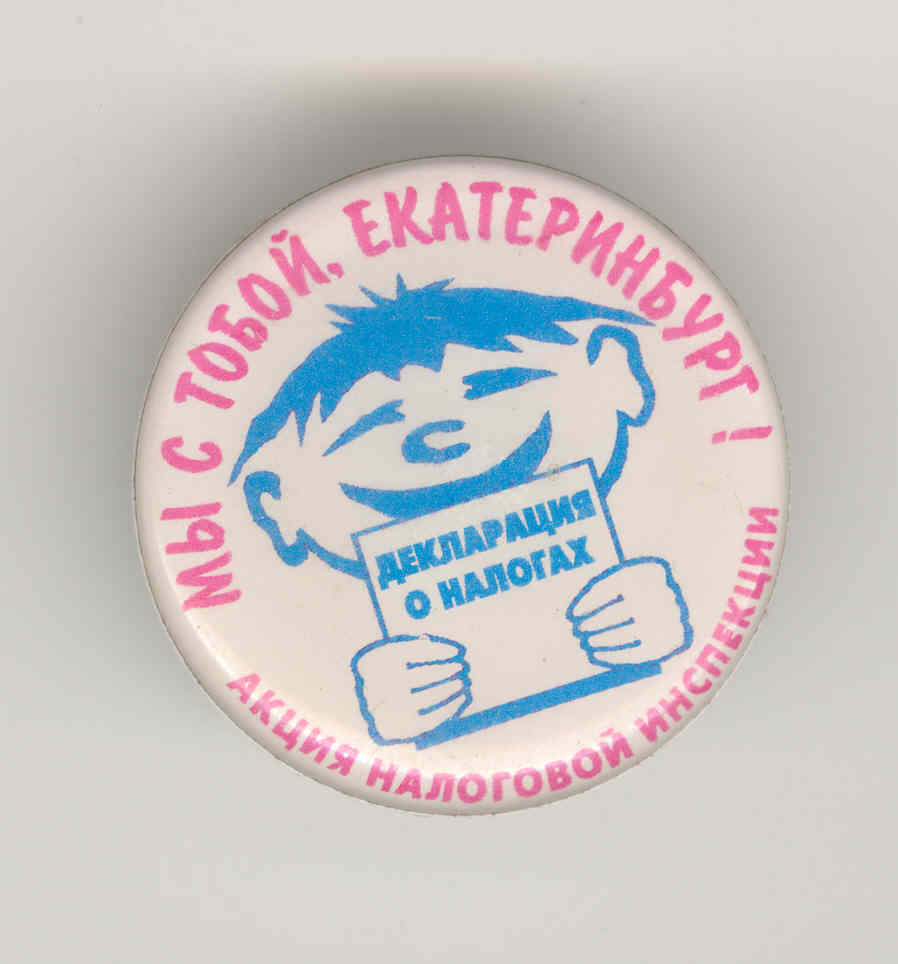 МЫ С ТОБОЙ, ЕКАТЕРИНБУРГ!
ДЕКЛАРАЦИЯ
О НАЛОГАХ
АКЦИЯ НАЛОГОВОЙ ИНСПЕКЦИИ